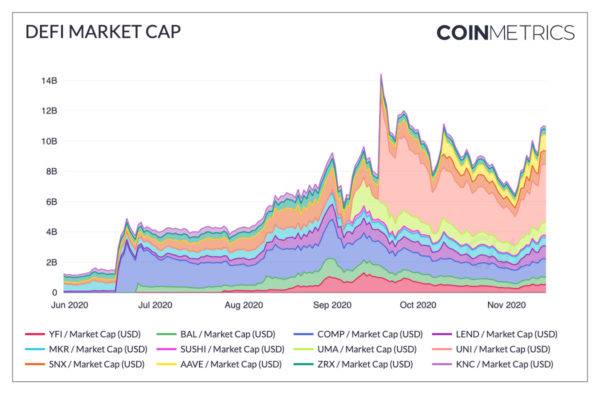 DEFI MARKET CAP
COINMETRICS
14B
12B
10B
8B
6B
4B
2B
0
Jun 2020 Jul 2020 Aug 2020 Sep 2020 Oct 2020 Nov 2020
YFI / Market Cap (USD) BAL / Market Cap (USD) COMP / Market Cap (USD) LEND / Market Cap (USD)
MKR / Market Cap (USD) SUSHI / Market Cap (USD) UMA / Market Cap (USD) UNI / Market Cap (USD)
SNX / Market Cap (USD) AAVE / Market Cap (USD) ZRX / Market Cap (USD) KNC / Market Cap (USD)